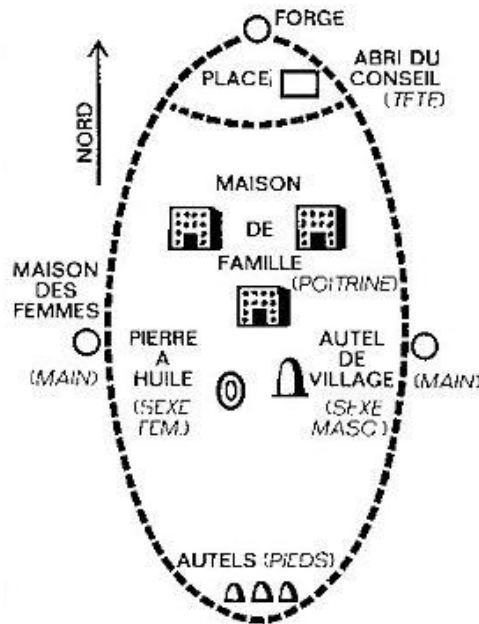 FORGE
PLACE
ABRI DU
CONSEIL
(TETE)
NORD
MAISON
DE
FAMILLE
(POITRINE)
MAISON
DES
FEMMES
(MAIN)
PIERRE
A
HUILE
(SEXE
FEM.)
AUTEL
DE
VILLAGE
(SEXE
MASC)
(MAIN)
AUTELS (PIEDS)